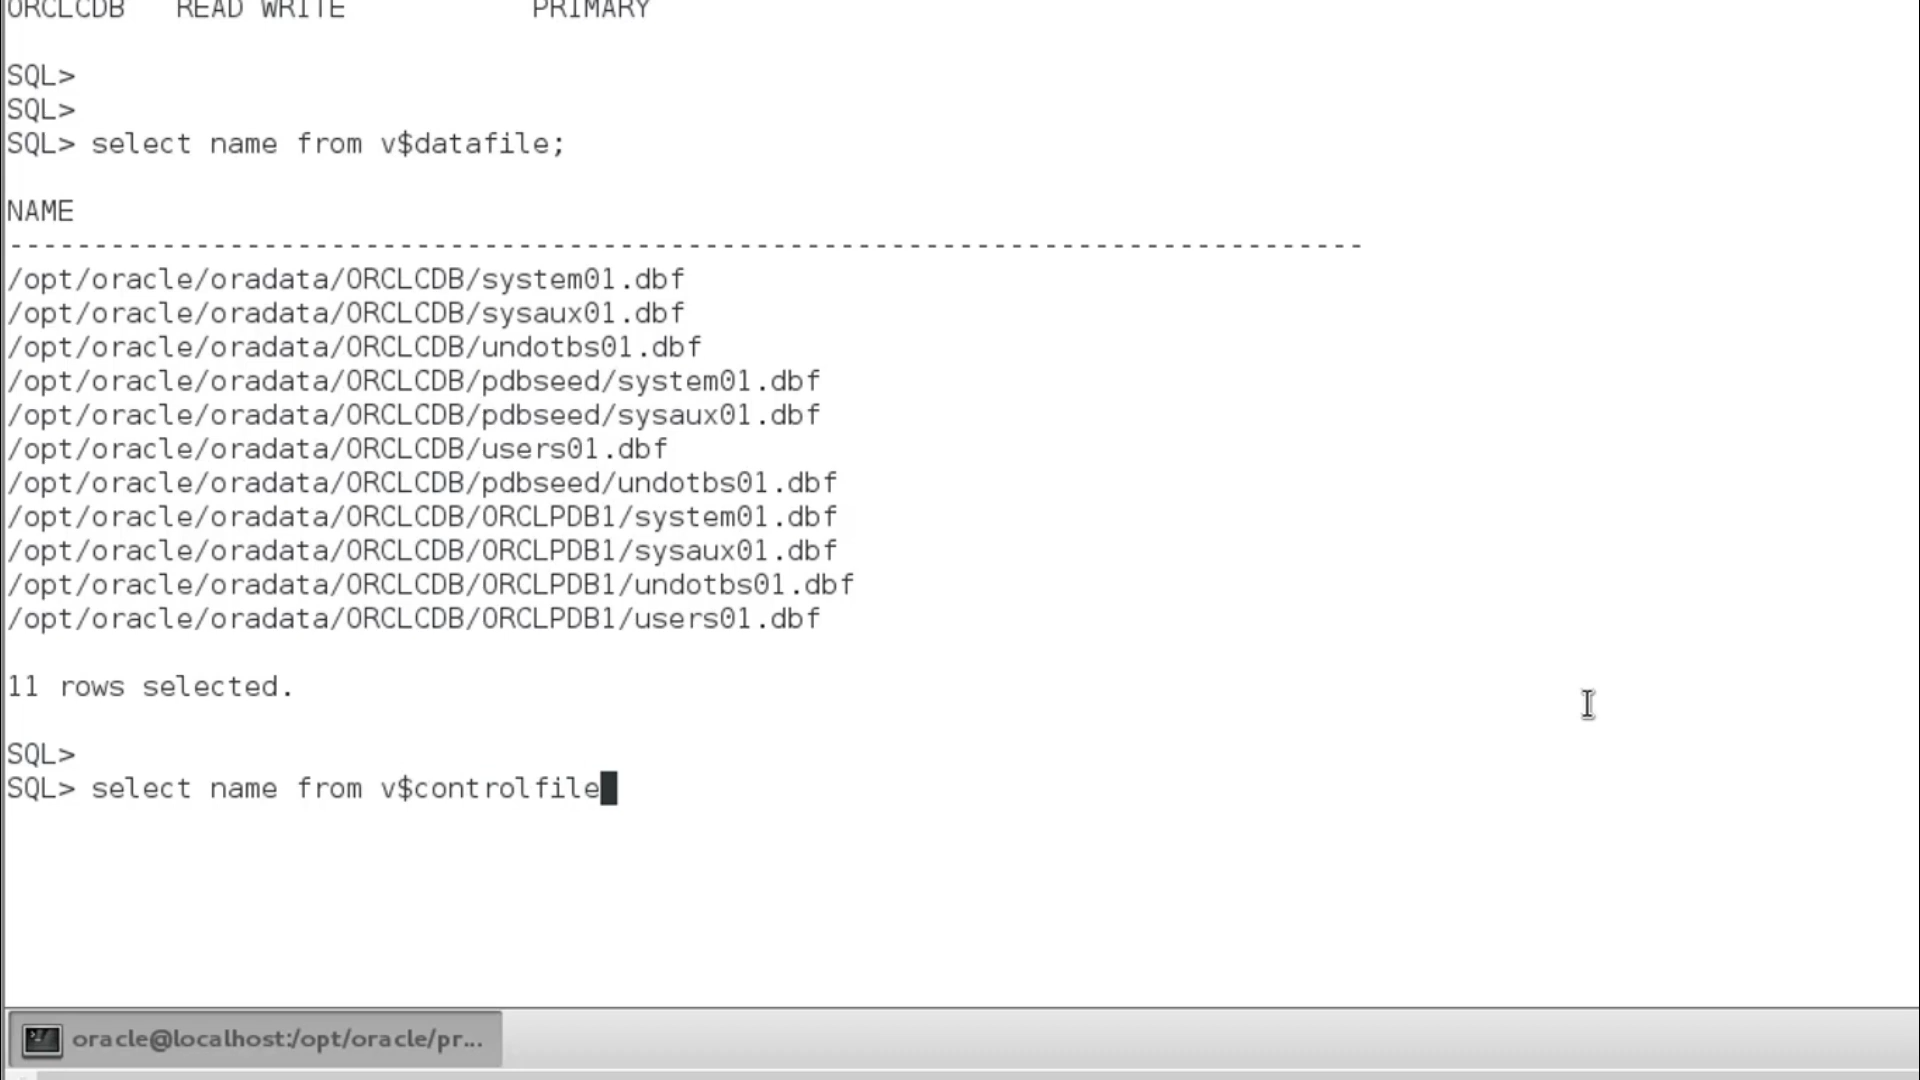 ORCLCDB   READ WRITE           PRIMARY
SQL>
SQL>
SQL> select name from v$datafile;
NAME
--------------------------------------------------------------------------------
/opt/oracle/oradata/ORCLCDB/system01.dbf
/opt/oracle/oradata/ORCLCDB/sysaux01.dbf
/opt/oracle/oradata/ORCLCDB/undotbs01.dbf
/opt/oracle/oradata/ORCLCDB/pdbseed/system01.dbf
/opt/oracle/oradata/ORCLCDB/pdbseed/sysaux01.dbf
/opt/oracle/oradata/ORCLCDB/users01.dbf
/opt/oracle/oradata/ORCLCDB/pdbseed/undotbs01.dbf
/opt/oracle/oradata/ORCLCDB/ORCLPDB1/system01.dbf
/opt/oracle/oradata/ORCLCDB/ORCLPDB1/sysaux01.dbf
/opt/oracle/oradata/ORCLCDB/ORCLPDB1/undotbs01.dbf
/opt/oracle/oradata/ORCLCDB/ORCLPDB1/users01.dbf
11 rows selected.
SQL>
SQL> select name from v$controlfile
oracle@localhost:/opt/oracle/pr...